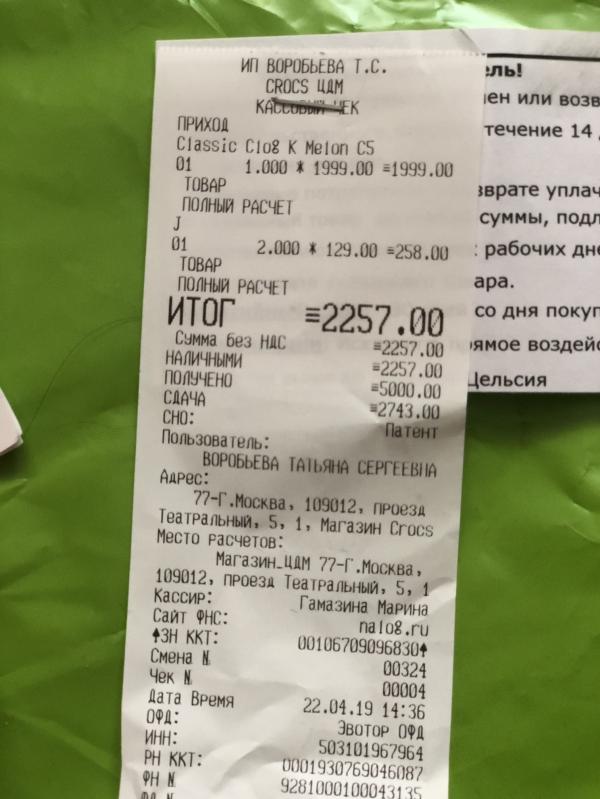 ИП ВОРОБЬЕВА Т.С.
CROCS ЦДМ
КАССОВЫЙ ЧЕК
ПРИХОД
Classic Clog K Melon C5
01 1.000 * 1999.00 =1999.00
ТОВАР
ПОЛНЫЙ РАСЧЕТ
J
01 2.000 * 129.00 =258.00
ТОВАР
ПОЛНЫЙ РАСЧЕТ
ИТОГ =2257.00
Сумма без НДС =2257.00
НАЛИЧНЫМИ =2257.00
ПОЛУЧЕНО =5000.00
СДАЧА =2743.00
СНО: Патент
Пользователь:
ВОРОБЬЕВА ТАТЬЯНА СЕРГЕЕВНА
Адрес:
77-Г.Москва, 109012, проезд
Театральный, 5, 1, Магазин Crocs
Место расчетов:
Магазин_ЦДМ 77-Г.Москва,
109012, проезд Театральный, 5, 1
Кассир: Гамазина Марина
Сайт ФНС: nalog.ru
↑ЗН ККТ: 00106709096830↑
Смена № 00324
Чек № 00004
Дата Время 22.04.19 14:36
ОФД: Эвотор ОФД
ИНН: 503101967964
РН ККТ: 0001930769046087
ФН № 9281000100043135
ель!
ен или возв
течение 14
зврате уплач
суммы, подл
рабочих дне
ара.
со дня покуп
рямое воздейс
Цельсия